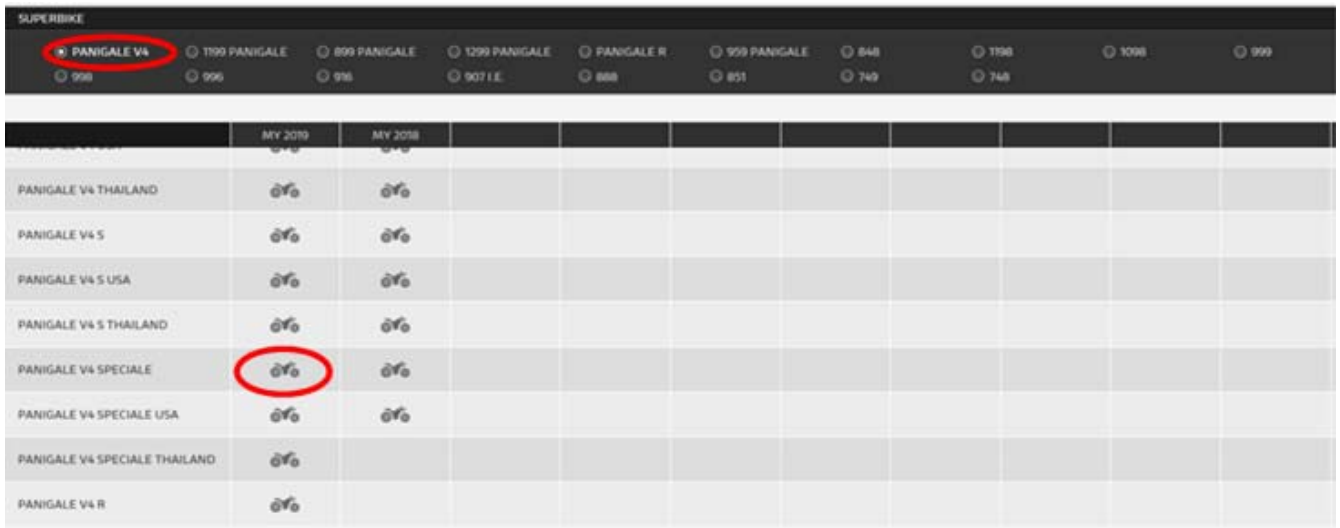 SUPERBIKE
PANIGALE V4 1199 PANIGALE 899 PANIGALE 1299 PANIGALE PANIGALE R 959 PANIGALE 848 1198 1098 999
998 996 916 907 I.E. 888 851 749 748
MY 2019 MY 2018
PANIGALE V4 THAILAND
PANIGALE V4 S
PANIGALE V4 S USA
PANIGALE V4 S THAILAND
PANIGALE V4 SPECIALE
PANIGALE V4 SPECIALE USA
PANIGALE V4 SPECIALE THAILAND
PANIGALE V4 R